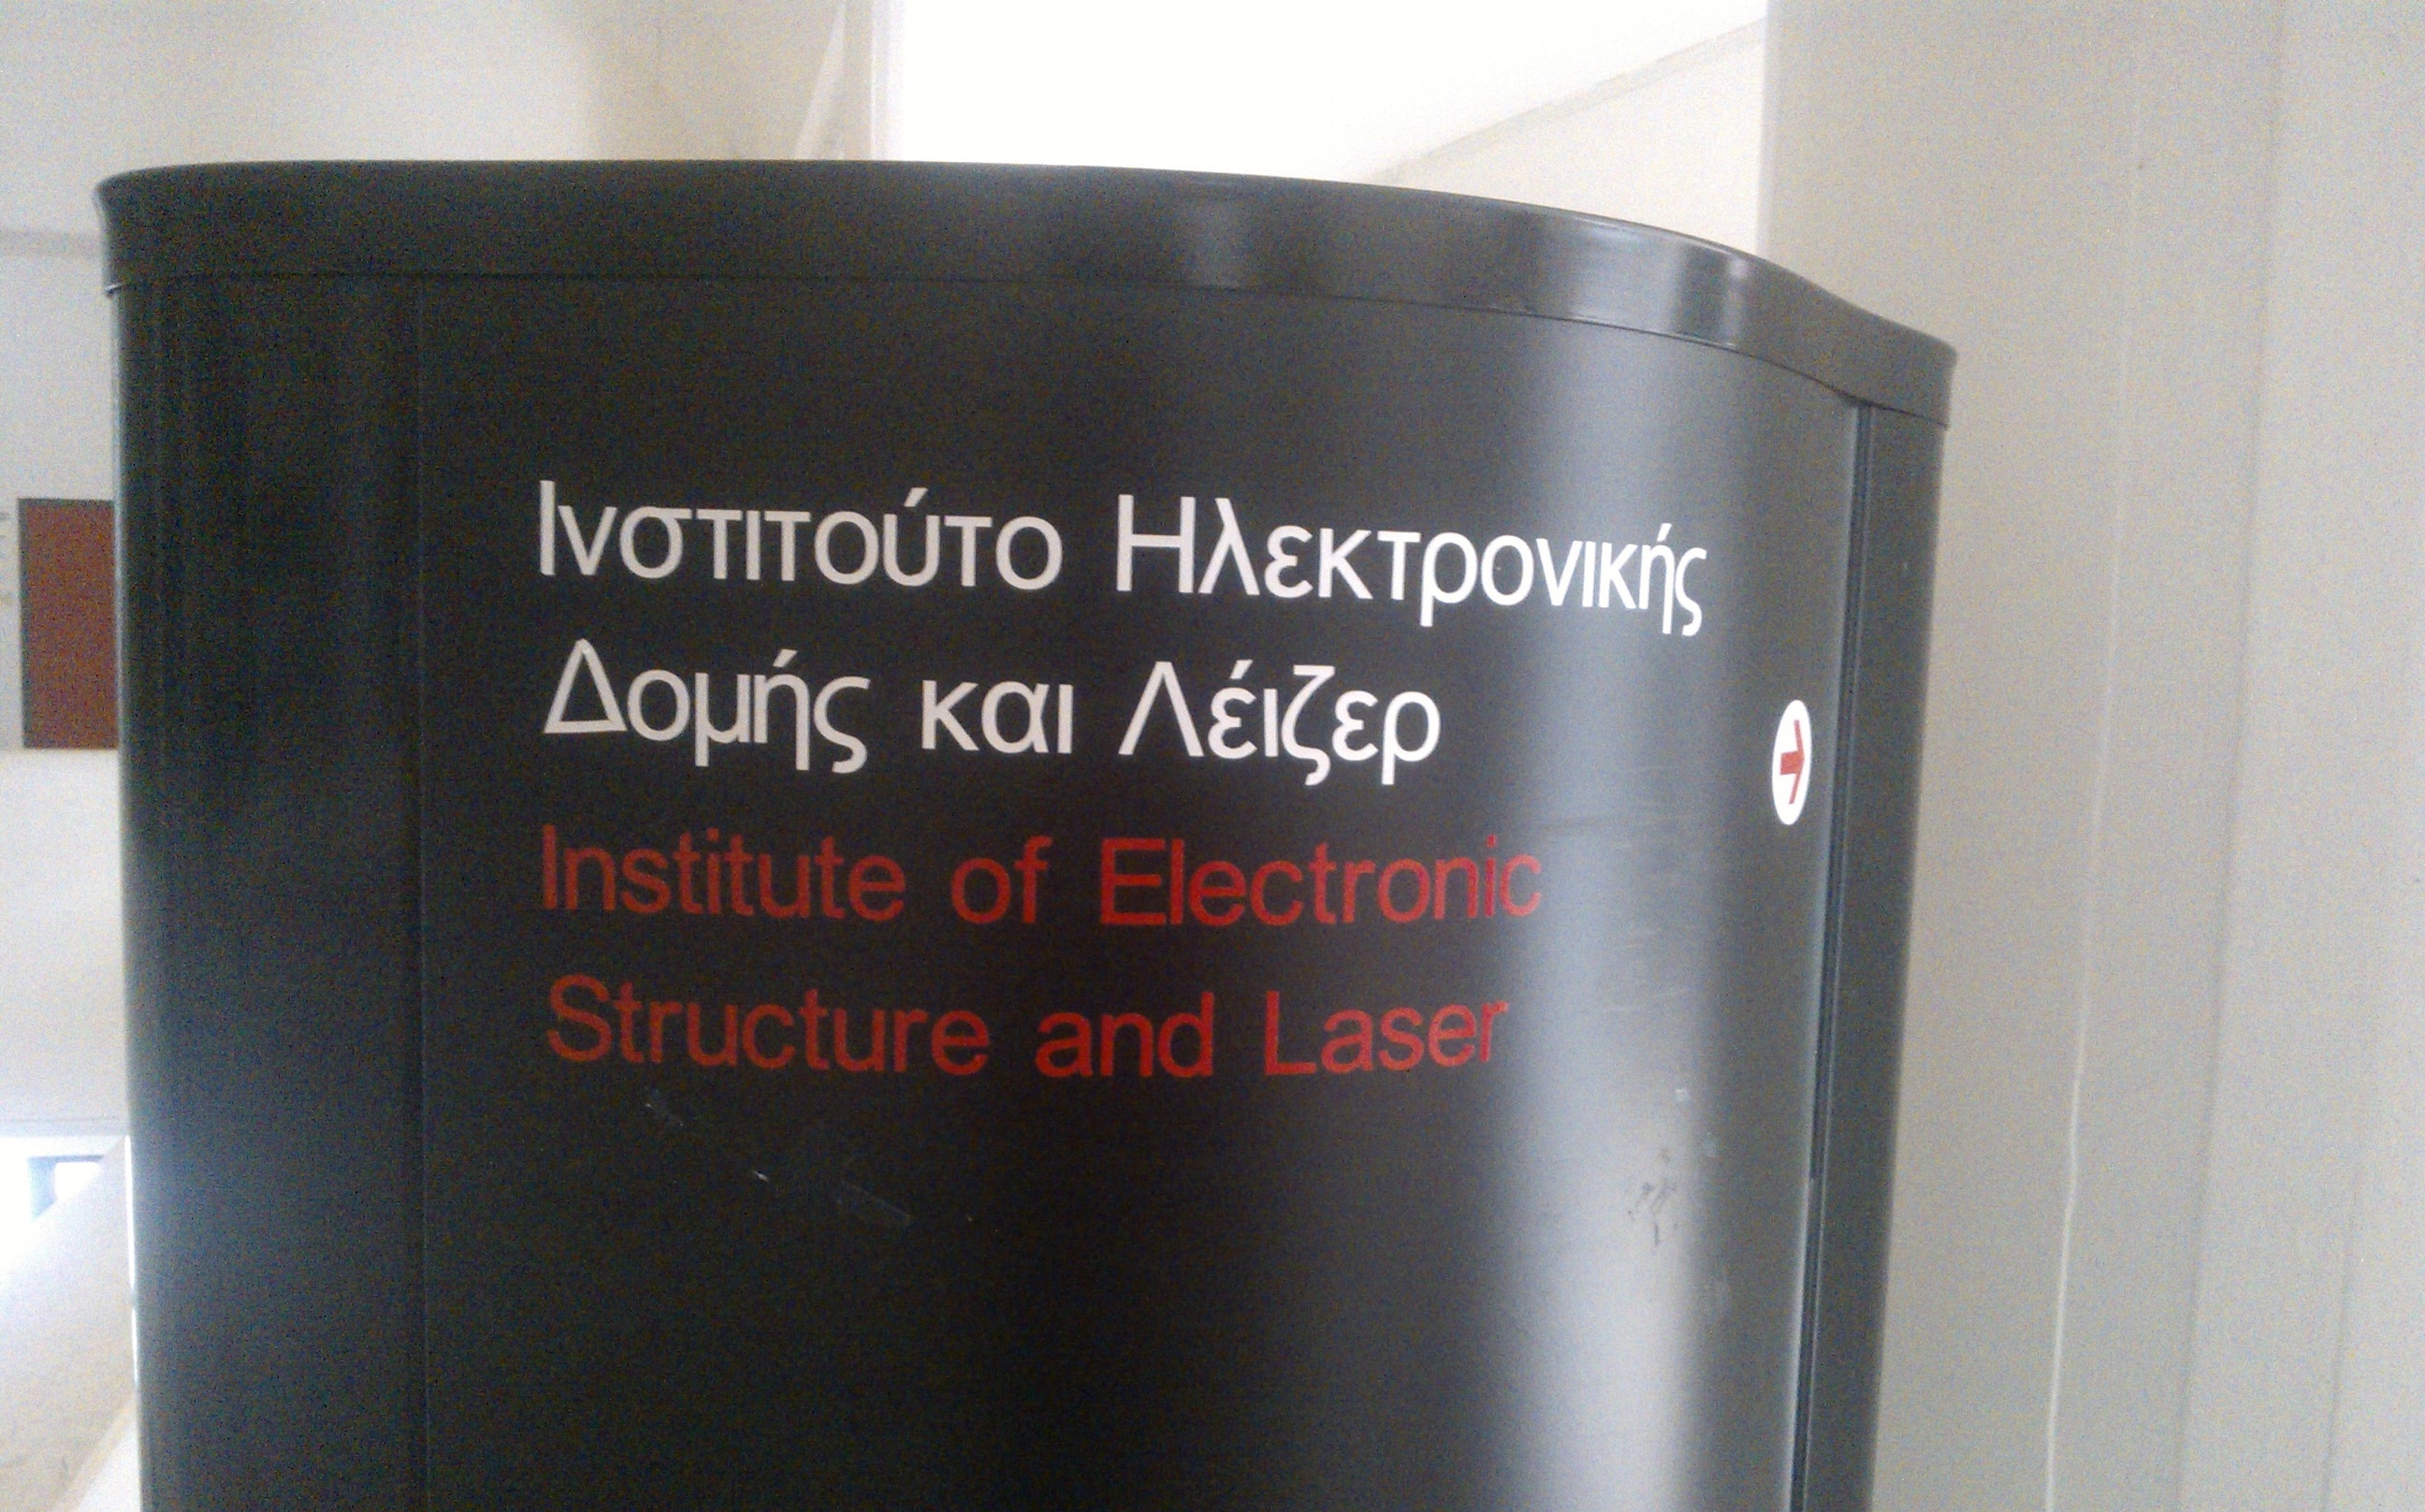 Ινστιτούτο Ηλεκτρονικής
Δομής και Λέιζερ
Institute of Electronic
Structure and Laser